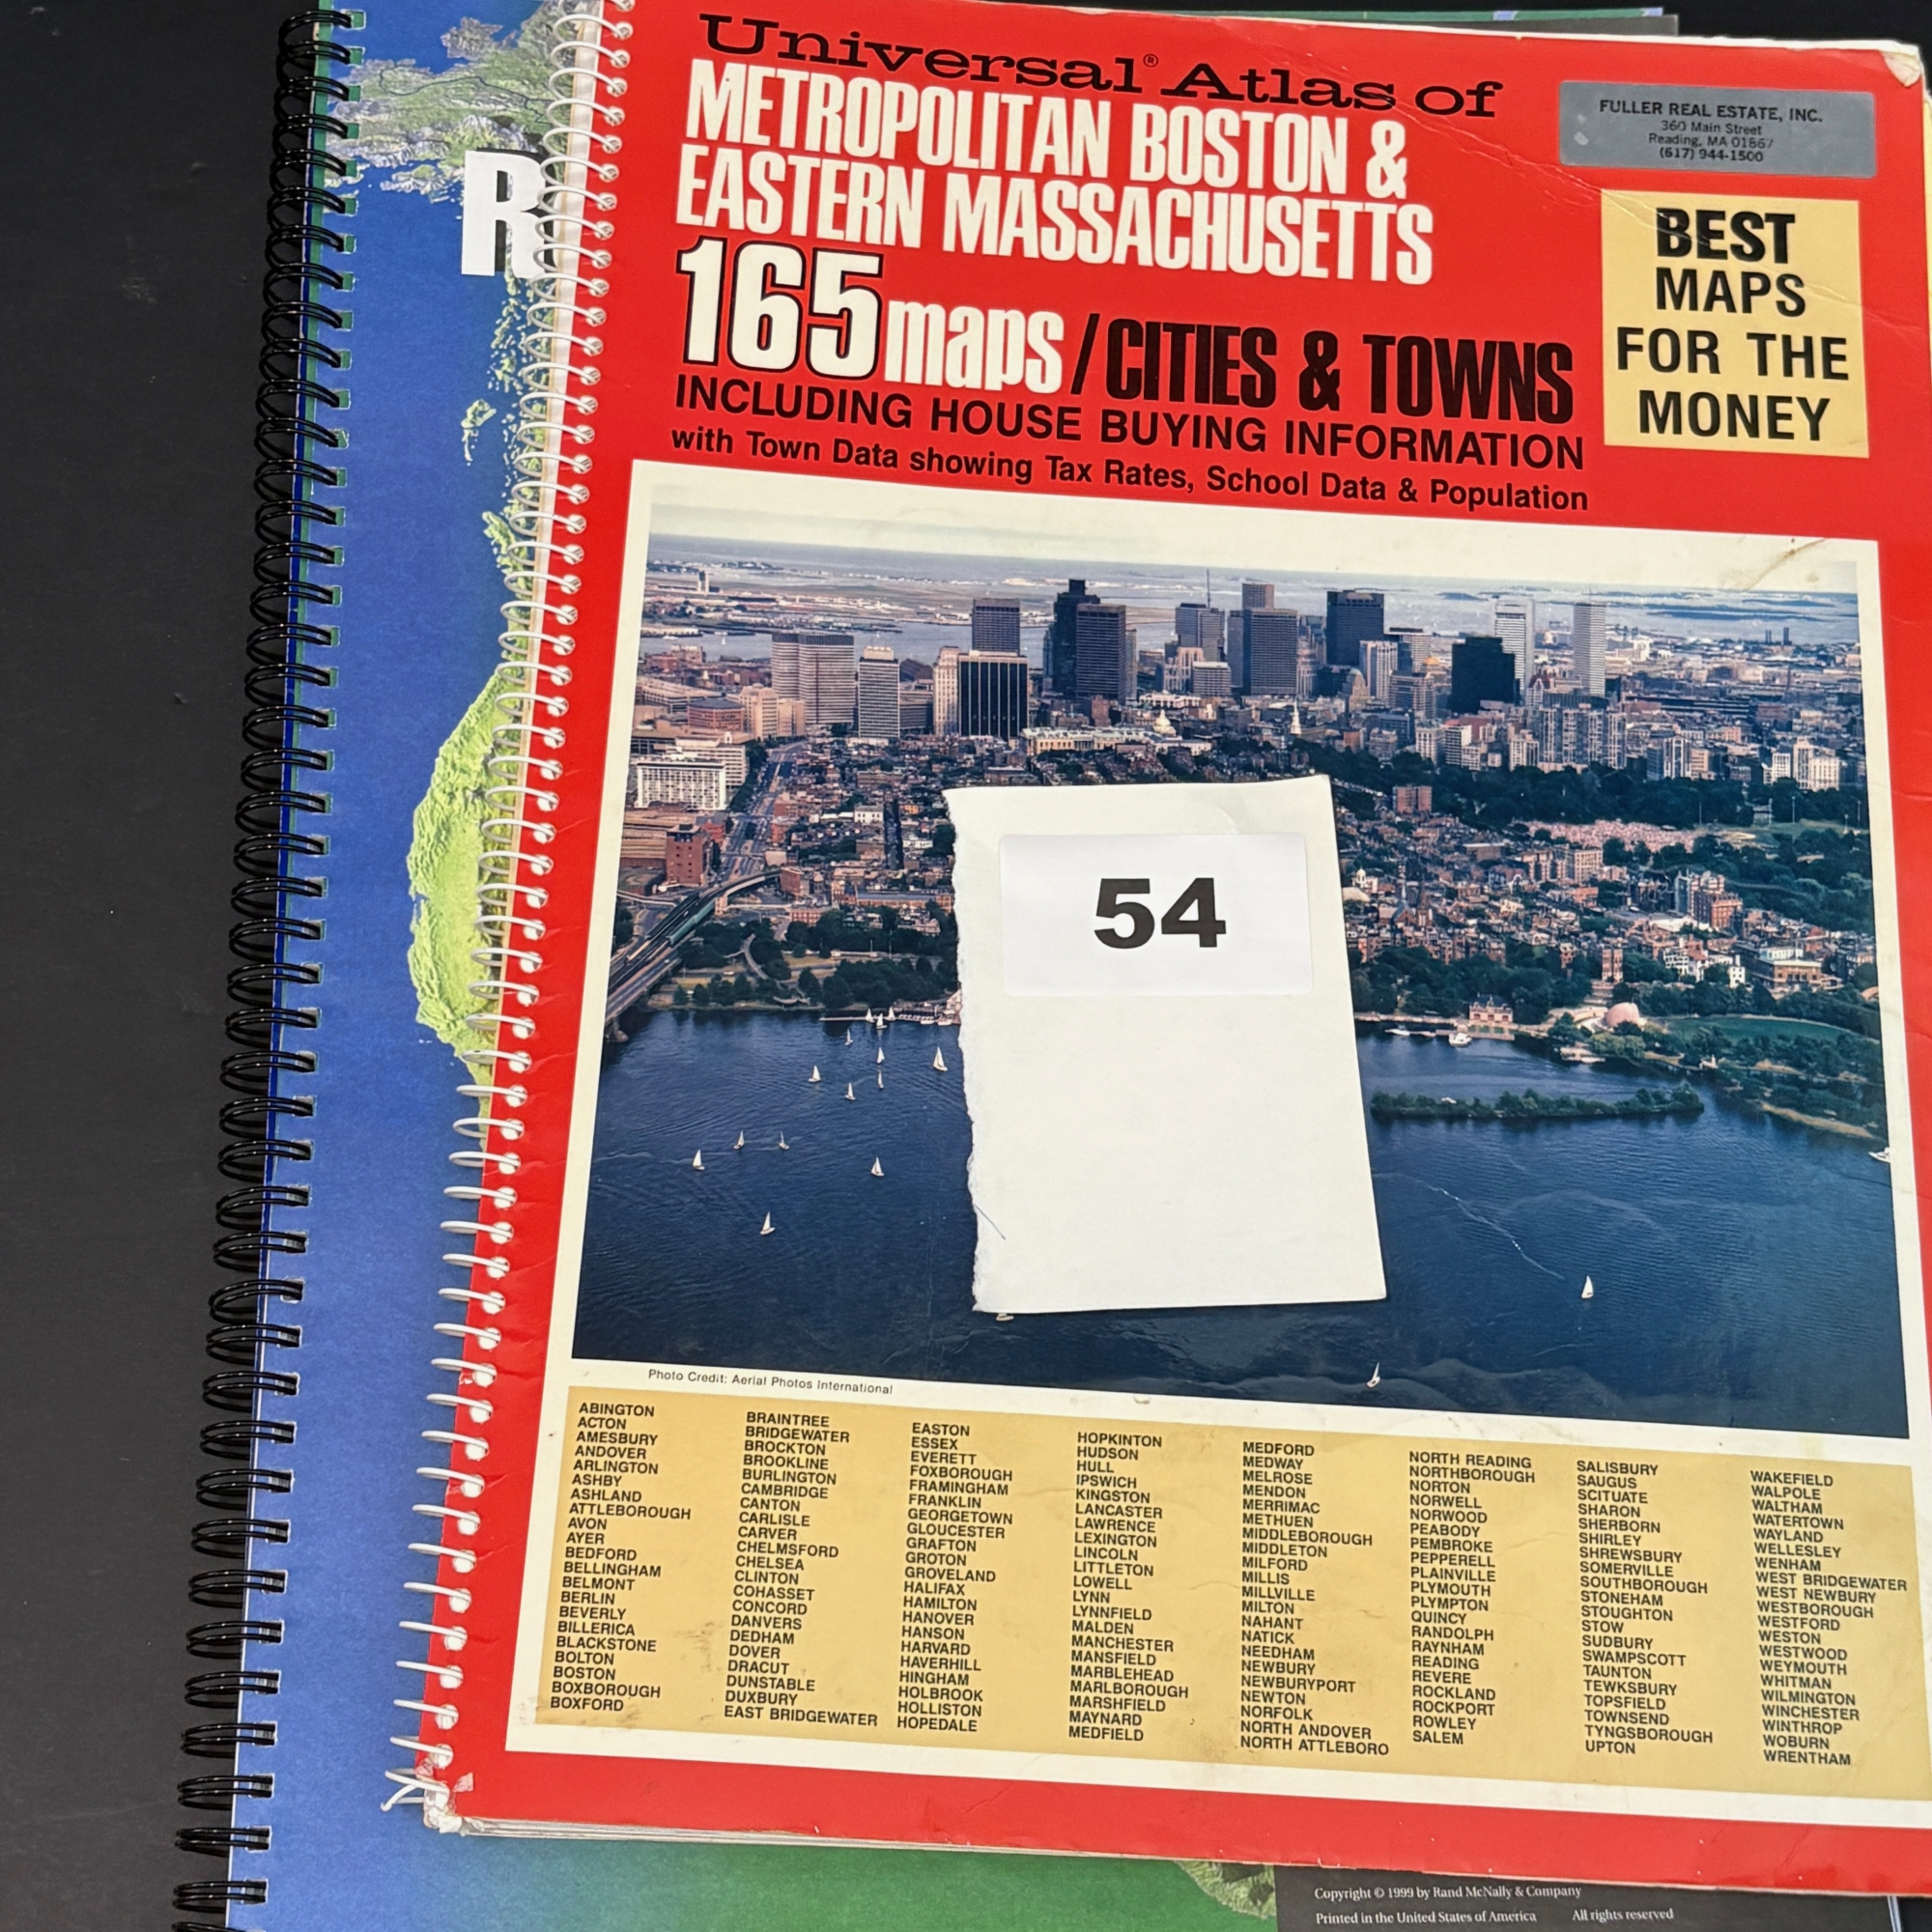 Universal® Atlas of
METROPOLITAN BOSTON &
EASTERN MASSACHUSETTS
165 maps / CITIES & TOWNS
INCLUDING HOUSE BUYING INFORMATION
with Town Data showing Tax Rates, School Data & Population
FULLER REAL ESTATE, INC.
360 Main Street
Reading, MA 01867
(617) 944-1500
BEST
MAPS
FOR THE
MONEY
R
54
Photo Credit: Aerial Photos International
ABINGTON
ACTON
AMESBURY
ANDOVER
ARLINGTON
ASHBY
ASHLAND
ATTLEBOROUGH
AVON
AYER
BEDFORD
BELLINGHAM
BELMONT
BERLIN
BEVERLY
BILLERICA
BLACKSTONE
BOLTON
BOSTON
BOXBOROUGH
BOXFORD
BRAINTREE
BRIDGEWATER
BROCKTON
BROOKLINE
BURLINGTON
CAMBRIDGE
CANTON
CARLISLE
CARVER
CHELMSFORD
CHELSEA
CLINTON
COHASSET
CONCORD
DANVERS
DEDHAM
DOVER
DRACUT
DUNSTABLE
DUXBURY
EAST BRIDGEWATER
EASTON
ESSEX
EVERETT
FOXBOROUGH
FRAMINGHAM
FRANKLIN
GEORGETOWN
GLOUCESTER
GRAFTON
GROTON
GROVELAND
HALIFAX
HAMILTON
HANOVER
HANSON
HARVARD
HAVERHILL
HINGHAM
HOLBROOK
HOLLISTON
HOPEDALE
HOPKINTON
HUDSON
HULL
IPSWICH
KINGSTON
LANCASTER
LAWRENCE
LEXINGTON
LINCOLN
LITTLETON
LOWELL
LYNN
LYNNFIELD
MALDEN
MANCHESTER
MANSFIELD
MARBLEHEAD
MARLBOROUGH
MARSHFIELD
MAYNARD
MEDFIELD
MEDFORD
MEDWAY
MELROSE
MENDON
MERRIMAC
METHUEN
MIDDLEBOROUGH
MIDDLETON
MILFORD
MILLIS
MILLVILLE
MILTON
NAHANT
NATICK
NEEDHAM
NEWBURY
NEWBURYPORT
NEWTON
NORFOLK
NORTH ANDOVER
NORTH ATTLEBORO
NORTH READING
NORTHBOROUGH
NORTON
NORWELL
NORWOOD
PEABODY
PEMBROKE
PEPPERELL
PLAINVILLE
PLYMOUTH
PLYMPTON
QUINCY
RANDOLPH
RAYNHAM
READING
REVERE
ROCKLAND
ROCKPORT
ROWLEY
SALEM
SALISBURY
SAUGUS
SCITUATE
SHARON
SHERBORN
SHIRLEY
SHREWSBURY
SOMERVILLE
SOUTHBOROUGH
STONEHAM
STOUGHTON
STOW
SUDBURY
SWAMPSCOTT
TAUNTON
TEWKSBURY
TOPSFIELD
TOWNSEND
TYNGSBOROUGH
UPTON
WAKEFIELD
WALPOLE
WALTHAM
WATERTOWN
WAYLAND
WELLESLEY
WENHAM
WEST BRIDGEWATER
WEST NEWBURY
WESTBOROUGH
WESTFORD
WESTON
WESTWOOD
WEYMOUTH
WHITMAN
WILMINGTON
WINCHESTER
WINTHROP
WOBURN
WRENTHAM
Copyright © 1999 by Rand McNally & Company
Printed in the United States of America All rights reserved